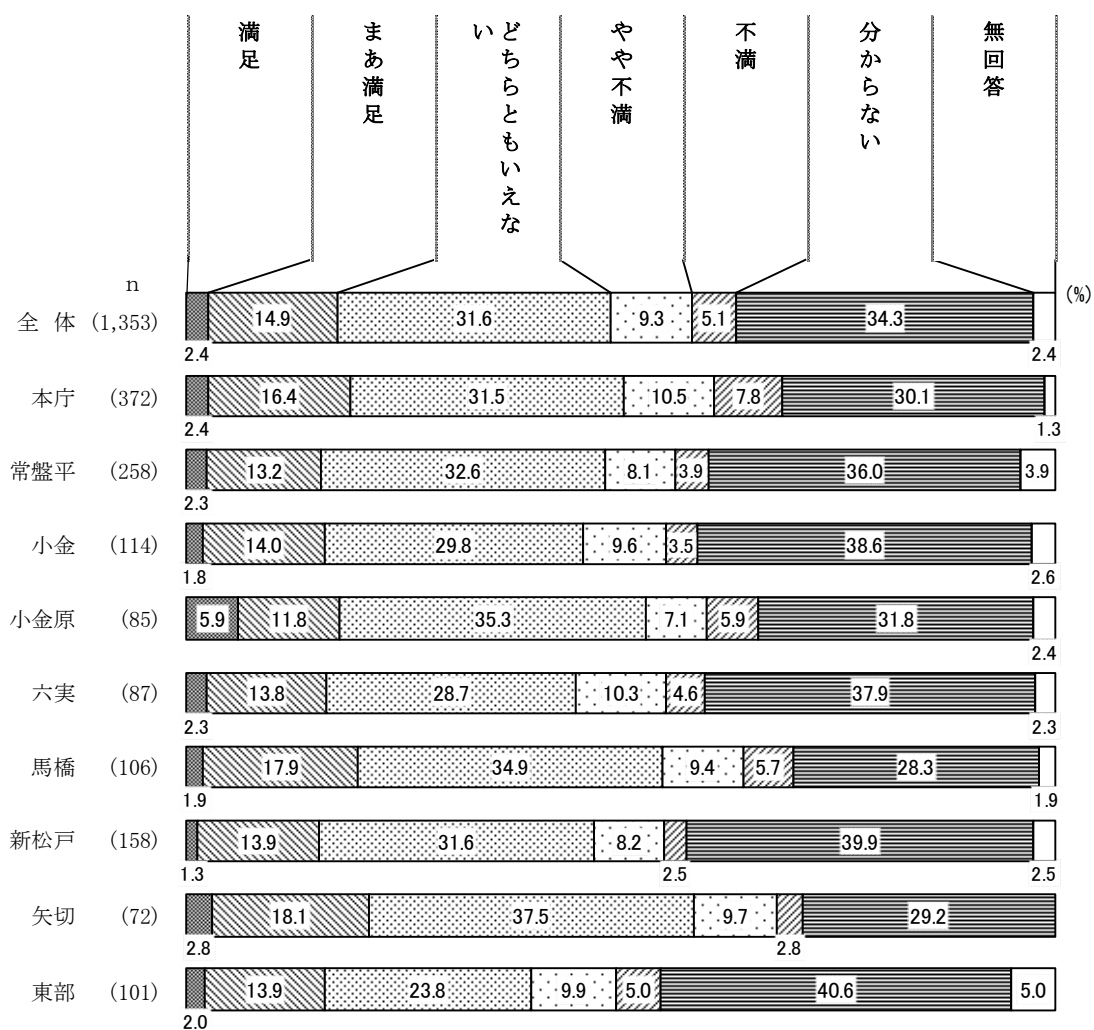 満足
まあ満足
どちらともいえな
い
やや不満
不満
分からない
無回答
n
(%)
全 体 (1,353)
14.9 31.6 9.3 5.1 34.3
2.4 2.4
本庁 (372)
16.4 31.5 10.5 7.8 30.1
2.4 1.3
常盤平 (258)
13.2 32.6 8.1 3.9 36.0 3.9
2.3
小金 (114)
14.0 29.8 9.6 3.5 38.6
1.8 2.6
小金原 (85)
5.9 11.8 35.3 7.1 5.9 31.8
2.4
六実 (87)
13.8 28.7 10.3 4.6 37.9
2.3 2.3
馬橋 (106)
17.9 34.9 9.4 5.7 28.3
1.9 1.9
新松戸 (158)
13.9 31.6 8.2 39.9
1.3 2.5 2.5
矢切 (72)
18.1 37.5 9.7 29.2
2.8 2.8
東部 (101)
13.9 23.8 9.9 5.0 40.6 5.0
2.0